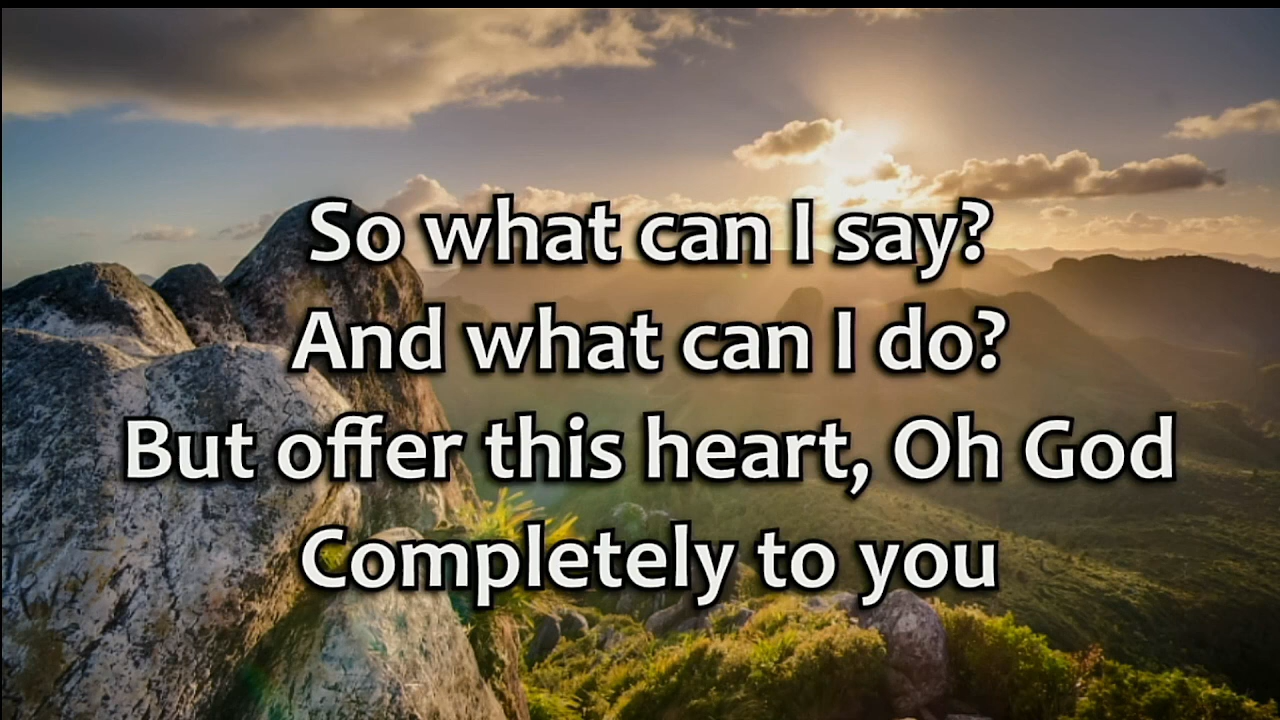 So what can I say?
And what can I do?
But offer this heart, Oh God
Completely to you